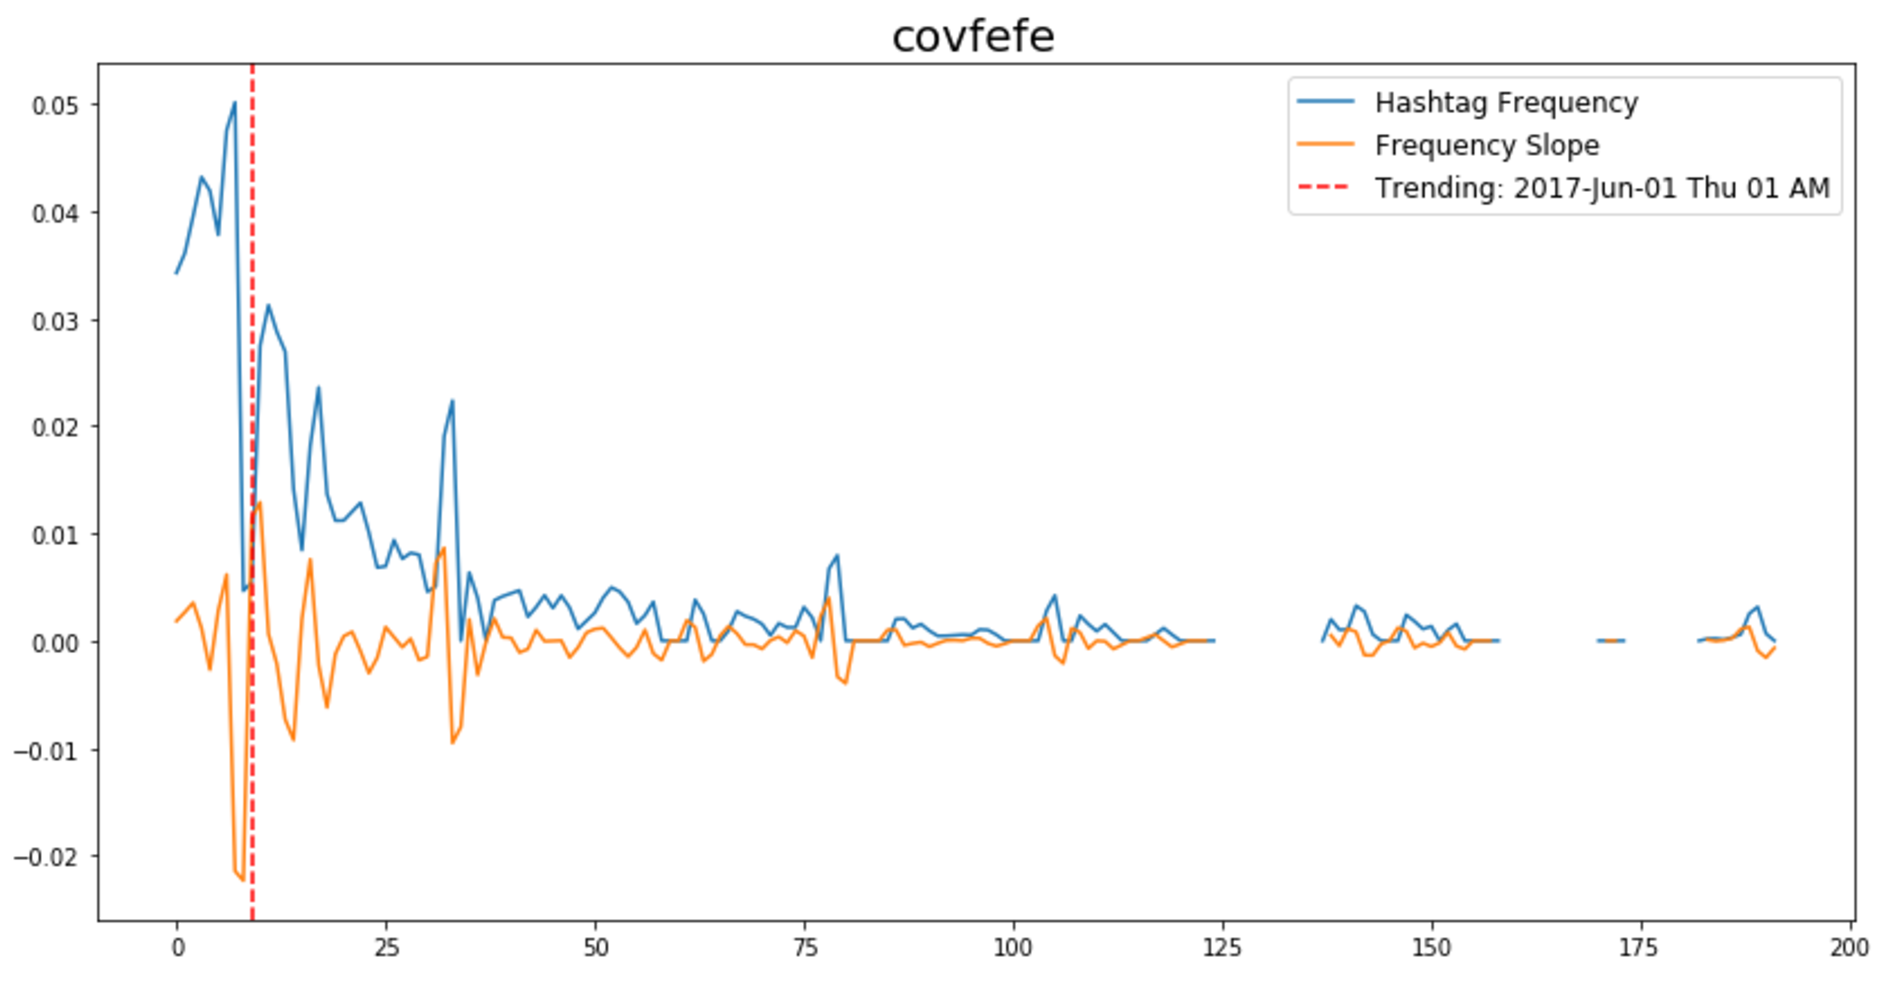 covfefe
Hashtag Frequency
Frequency Slope
Trending: 2017-Jun-01 Thu 01 AM
0.05
0.04
0.03
0.02
0.01
0.00
−0.01
−0.02
0 25 50 75 100 125 150 175 200